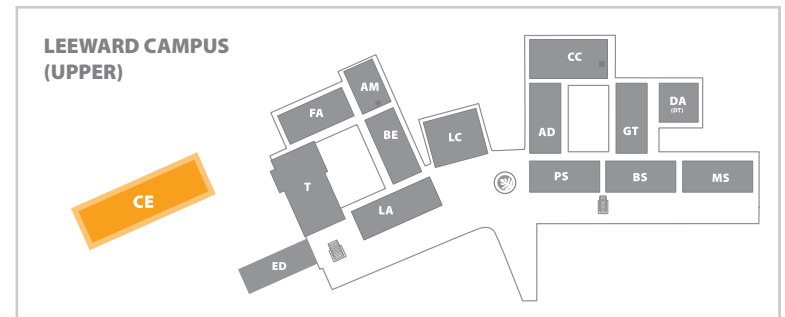 LEEWARD CAMPUS
(UPPER)
CC
AM
DA
(DT)
FA
BE
LC
AD
GT
PS
BS
MS
T
CE
LA
ED